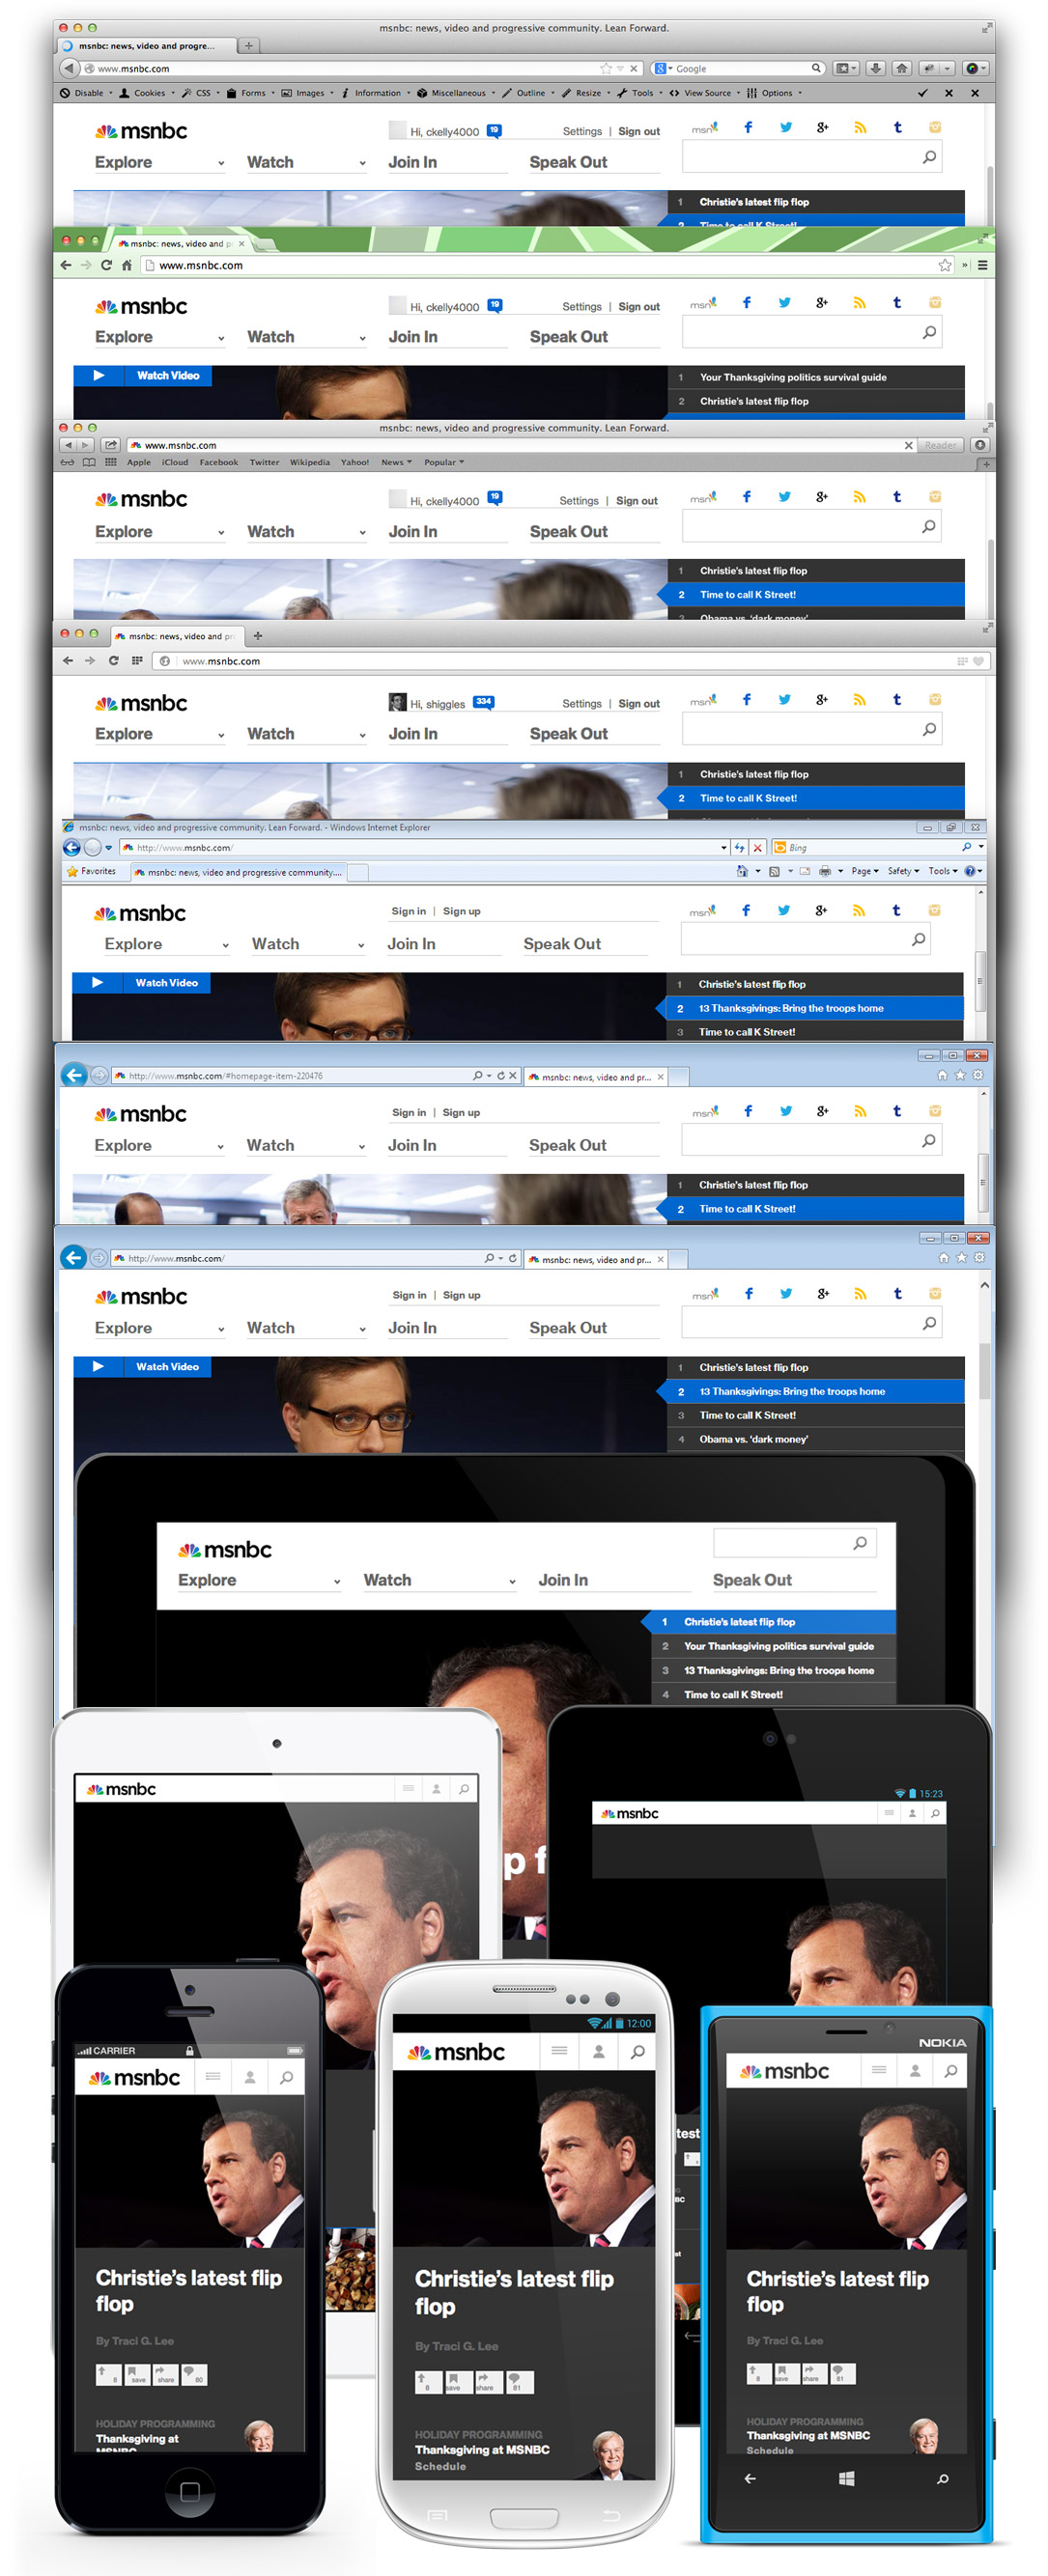 msnbc: news, video and progressive community. Lean Forward.
msnbc: news, video and progre...
www.msnbc.com
Google
Disable Cookies CSS Forms Images Information Miscellaneous Outline Resize Tools View Source Options
msnbc Hi, ckelly4000 19 Settings | Sign out msn f g+ t
Explore Watch Join In Speak Out
1 Christie's latest flip flop
2 Time to call K Street!
msnbc: news, video and pr
www.msnbc.com
msnbc Hi, ckelly4000 19 Settings | Sign out msn f g+ t
Explore Watch Join In Speak Out
Watch Video
1 Your Thanksgiving politics survival guide
2 Christie's latest flip flop
msnbc: news, video and progressive community. Lean Forward.
www.msnbc.com Reader
Apple iCloud Facebook Twitter Wikipedia Yahoo! News Popular
msnbc Hi, ckelly4000 19 Settings | Sign out msn f g+ t
Explore Watch Join In Speak Out
1 Christie's latest flip flop
2 Time to call K Street!
3 Obama vs. 'dark money'
msnbc: news, video and pr
www.msnbc.com
msnbc Hi, shiggles 334 Settings | Sign out msn f g+ t
Explore Watch Join In Speak Out
1 Christie's latest flip flop
2 Time to call K Street!
msnbc: news, video and progressive community. Lean Forward. - Windows Internet Explorer
http://www.msnbc.com/ Bing
Favorites msnbc: news, video and progressive community.... Page Safety Tools
msnbc Sign in | Sign up msn f g+ t
Explore Watch Join In Speak Out
Watch Video
1 Christie's latest flip flop
2 13 Thanksgivings: Bring the troops home
3 Time to call K Street!
http://www.msnbc.com/#homepage-item-220476 msnbc: news, video and pr...
msnbc Sign in | Sign up msn f g+ t
Explore Watch Join In Speak Out
1 Christie's latest flip flop
2 Time to call K Street!
http://www.msnbc.com/ msnbc: news, video and pr...
msnbc Sign in | Sign up msn f g+ t
Explore Watch Join In Speak Out
Watch Video
1 Christie's latest flip flop
2 13 Thanksgivings: Bring the troops home
3 Time to call K Street!
4 Obama vs. 'dark money'
msnbc
Explore Watch Join In Speak Out
1 Christie's latest flip flop
2 Your Thanksgiving politics survival guide
3 13 Thanksgivings: Bring the troops home
4 Time to call K Street!
p f
msnbc
15:23
msnbc
test
BC
st
CARRIER
msnbc
Christie's latest flip
flop
By Traci G. Lee
8 save share 80
HOLIDAY PROGRAMMING
Thanksgiving at
MSNBC
12:00
msnbc
Christie's latest flip
flop
By Traci G. Lee
8 save share 81
HOLIDAY PROGRAMMING
Thanksgiving at MSNBC
Schedule
NOKIA
msnbc
Christie's latest flip
flop
By Traci G. Lee
8 save share 81
HOLIDAY PROGRAMMING
Thanksgiving at MSNBC
Schedule